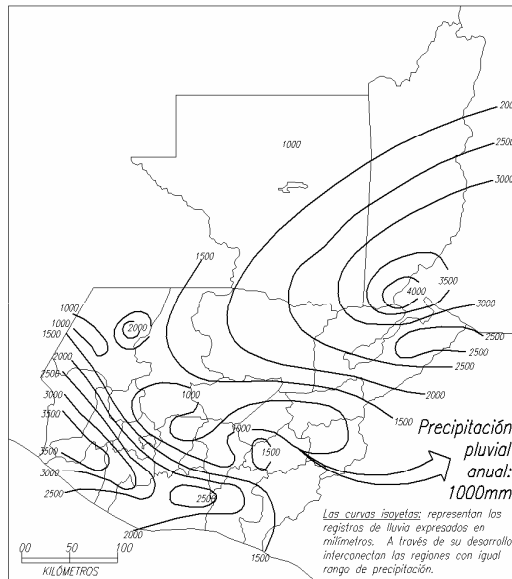 2000
2500
3000
1000
1500
3500
4000
3000
1000
1000
1500
2000
2500
2500
2000
2500
3000
3500
2500
2000
1000
1500
1000
1500
3500
3000
2500
2500
2000
1500
Precipitación
pluvial
anual:
1000mm
Las curvas isoyetas: representan los
registros de lluvia expresados en
milímetros. A través de su desarrollo
interconectan las regiones con igual
rango de precipitación.
00 50 100
KILÓMETROS